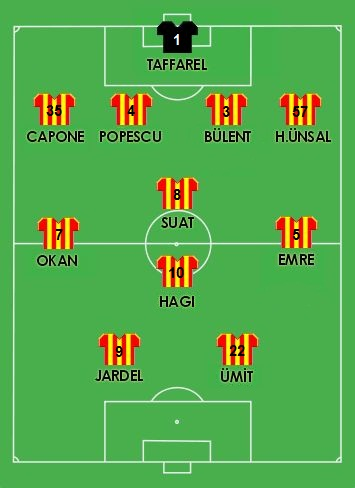 1
TAFFAREL
35 4 3 57
CAPONE POPESCU BÜLENT H.ÜNSAL
8
SUAT
7 5
OKAN EMRE
10
HAGI
9 22
JARDEL ÜMİT